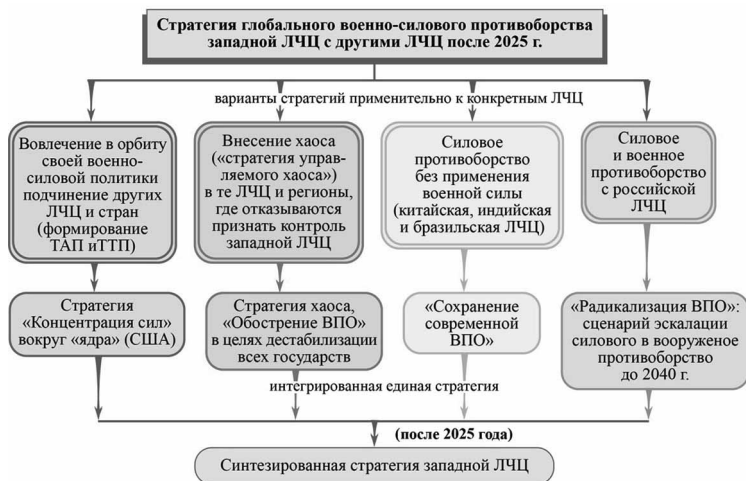 Стратегия глобального военно-силового противоборства
западной ЛЧЦ с другими ЛЧЦ после 2025 г.
варианты стратегий применительно к конкретным ЛЧЦ
Вовлечение в орбиту
своей военно-
силовой политики
подчинение других
ЛЧЦ и стран
(формирование
ТАП иТТП)
Внесение хаоса
(«стратегия управ-
ляемого хаоса»)
в те ЛЧЦ и регионы,
где отказываются
признать контроль
западной ЛЧЦ
Силовое
противоборство
без применения
военной силы
(китайская, индийская
и бразильская ЛЧЦ)
Силовое
и военное
противоборство
с российской
ЛЧЦ
Стратегия
«Концентрация сил»
вокруг «ядра» (США)
Стратегия хаоса,
«Обострение ВПО»
в целях дестабилизации
всех государств
«Сохранение
современной
ВПО»
«Радикализация ВПО»:
сценарий эскалации
силового в вооруженое
противоборство
до 2040 г.
интегрированная единая стратегия
(после 2025 года)
Синтезированная стратегия западной ЛЧЦ